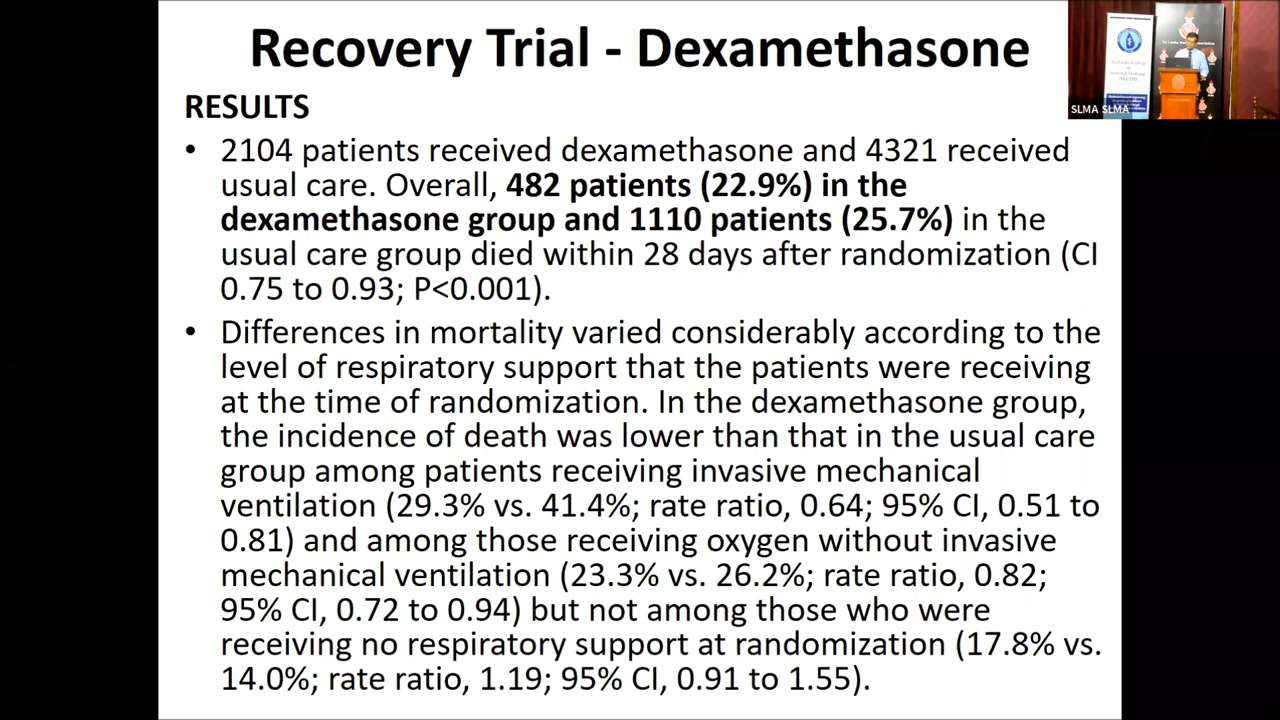 Recovery Trial - Dexamethasone
RESULTS
• 2104 patients received dexamethasone and 4321 received
usual care. Overall, 482 patients (22.9%) in the
dexamethasone group and 1110 patients (25.7%) in the
usual care group died within 28 days after randomization (CI
0.75 to 0.93; P<0.001).
• Differences in mortality varied considerably according to the
level of respiratory support that the patients were receiving
at the time of randomization. In the dexamethasone group,
the incidence of death was lower than that in the usual care
group among patients receiving invasive mechanical
ventilation (29.3% vs. 41.4%; rate ratio, 0.64; 95% CI, 0.51 to
0.81) and among those receiving oxygen without invasive
mechanical ventilation (23.3% vs. 26.2%; rate ratio, 0.82;
95% CI, 0.72 to 0.94) but not among those who were
receiving no respiratory support at randomization (17.8% vs.
14.0%; rate ratio, 1.19; 95% CI, 0.91 to 1.55).
SLMA SLMA